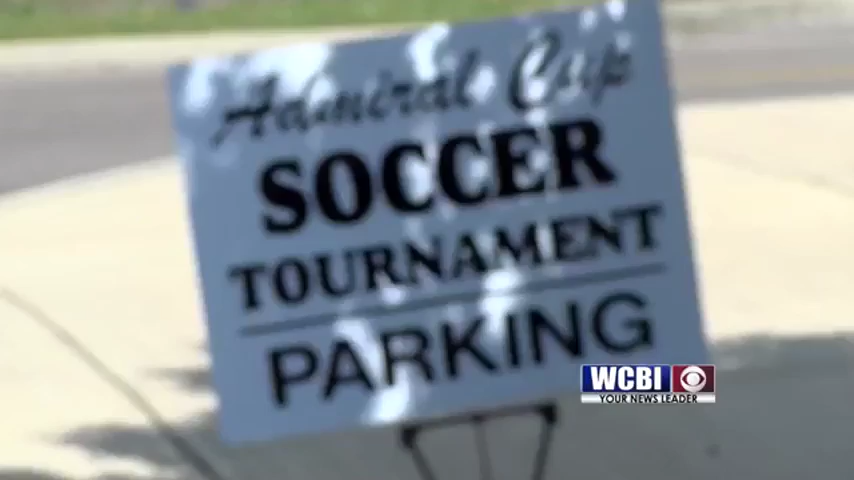 Admiral Cup
SOCCER
TOURNAMENT
PARKING
WCBI
YOUR NEWS LEADER